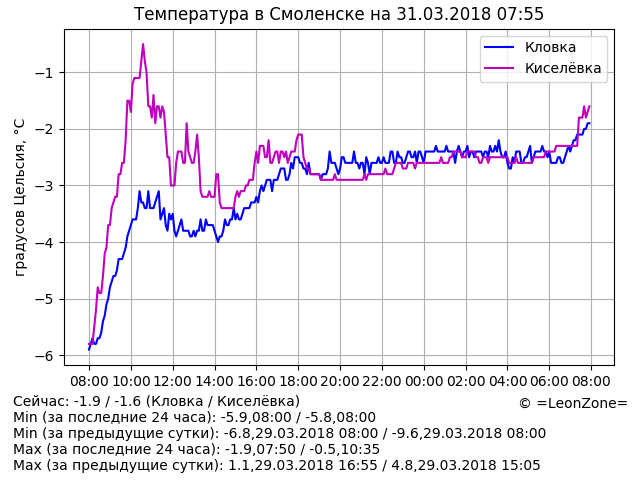 Температура в Смоленске на 31.03.2018 07:55
Кловка
Киселёвка
градусов Цельсия, °C
−1
−2
−3
−4
−5
−6
08:00 10:00 12:00 14:00 16:00 18:00 20:00 22:00 00:00 02:00 04:00 06:00 08:00
Сейчас: -1.9 / -1.6 (Кловка / Киселёвка)
© =LeonZone=
Min (за последние 24 часа): -5.9,08:00 / -5.8,08:00
Min (за предыдущие сутки): -6.8,29.03.2018 08:00 / -9.6,29.03.2018 08:00
Max (за последние 24 часа): -1.9,07:50 / -0.5,10:35
Max (за предыдущие сутки): 1.1,29.03.2018 16:55 / 4.8,29.03.2018 15:05